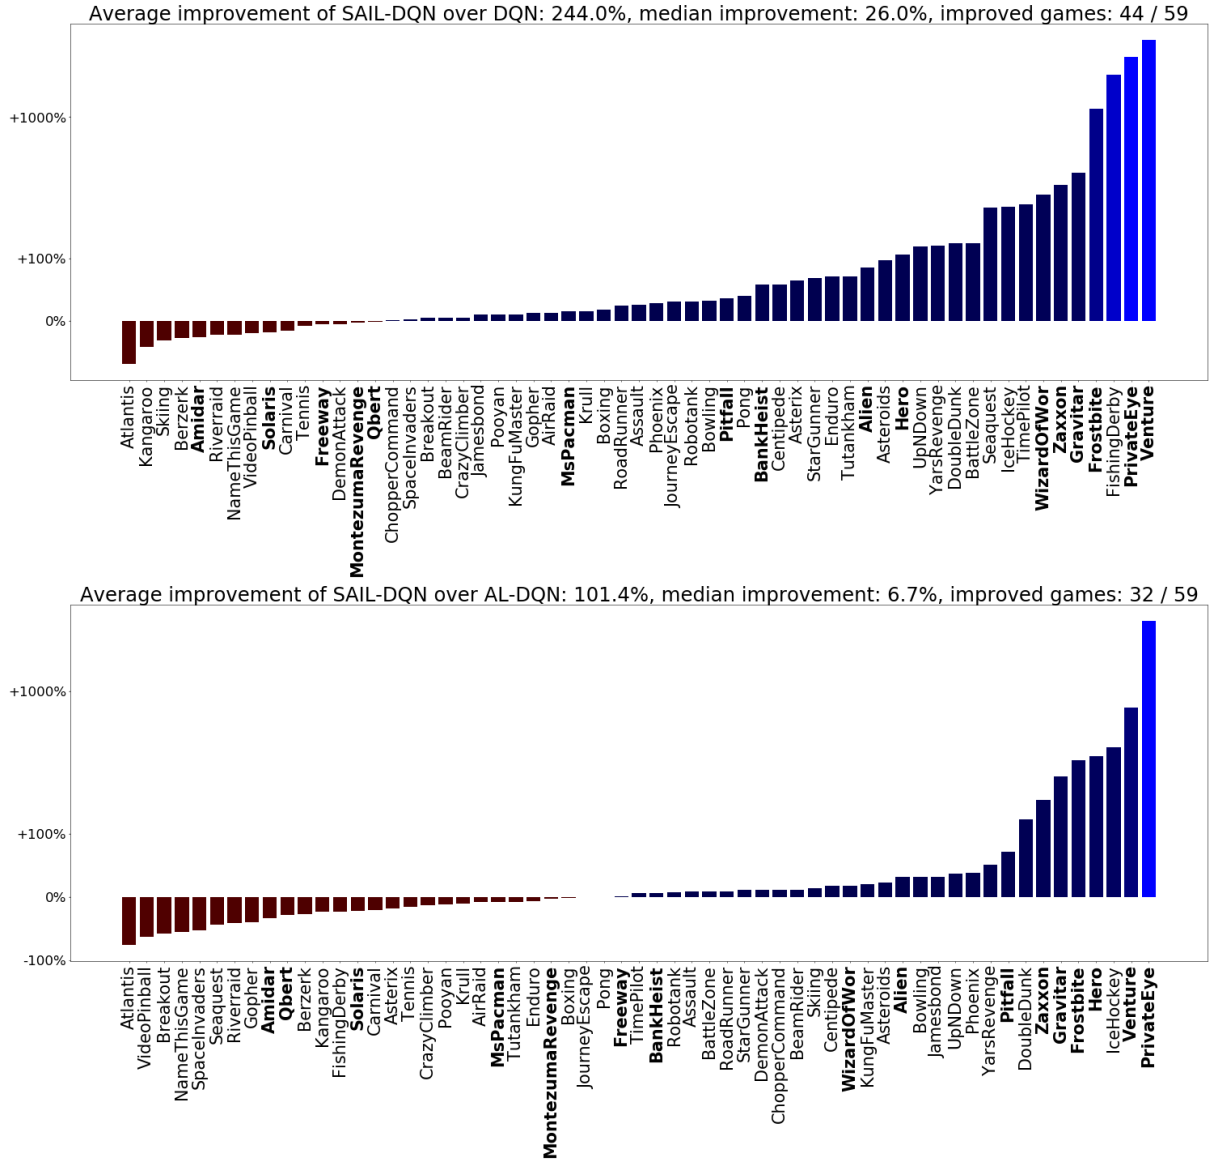 Average improvement of SAIL-DQN over DQN: 244.0%, median improvement: 26.0%, improved games: 44 / 59
+1000%
+100%
0%
Atlantis
Kangaroo
Skiing
Berzerk
Amidar
Riverraid
NameThisGame
VideoPinball
Solaris
Carnival
Tennis
Freeway
DemonAttack
MontezumaRevenge
Qbert
ChopperCommand
SpaceInvaders
Breakout
BeamRider
CrazyClimber
Jamesbond
Pooyan
KungFuMaster
Gopher
AirRaid
MsPacman
Krull
Boxing
RoadRunner
Assault
Phoenix
JourneyEscape
Robotank
Bowling
Pitfall
Pong
BankHeist
Centipede
Asterix
StarGunner
Enduro
Tutankham
Alien
Asteroids
Hero
UpNDown
YarsRevenge
DoubleDunk
BattleZone
Seaquest
IceHockey
TimePilot
WizardOfWor
Zaxxon
Gravitar
Frostbite
FishingDerby
PrivateEye
Venture
Average improvement of SAIL-DQN over AL-DQN: 101.4%, median improvement: 6.7%, improved games: 32 / 59
+1000%
+100%
0%
-100%
Atlantis
VideoPinball
Breakout
NameThisGame
SpaceInvaders
Seaquest
Riverraid
Gopher
Amidar
Qbert
Berzerk
Kangaroo
FishingDerby
Solaris
Carnival
Asterix
Tennis
CrazyClimber
Pooyan
Krull
AirRaid
MsPacman
Tutankham
Enduro
MontezumaRevenge
Boxing
JourneyEscape
Pong
Freeway
TimePilot
BankHeist
Robotank
Assault
BattleZone
RoadRunner
StarGunner
DemonAttack
ChopperCommand
BeamRider
Skiing
Centipede
WizardOfWor
KungFuMaster
Asteroids
Alien
Bowling
Jamesbond
UpNDown
Phoenix
YarsRevenge
Pitfall
DoubleDunk
Zaxxon
Gravitar
Frostbite
Hero
IceHockey
Venture
PrivateEye